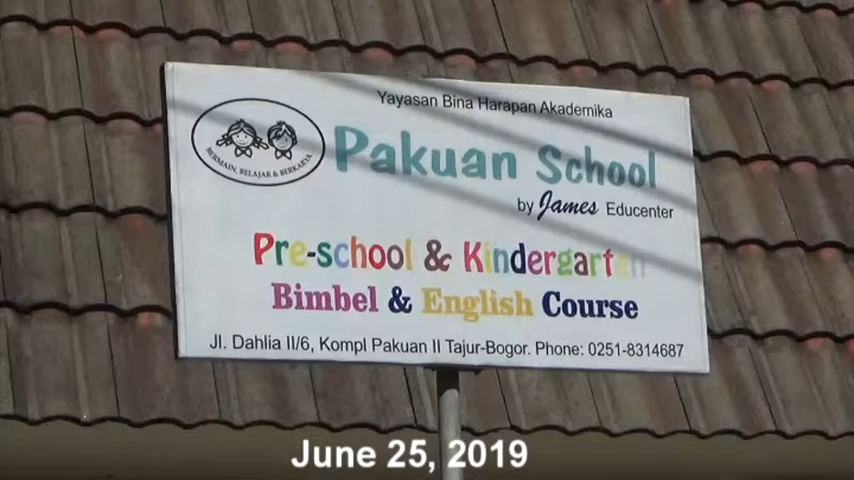 Yayasan Bina Harapan Akademika
BERMAIN, BELAJAR & BERKARYA
Pakuan School
by James Educenter
Pre-school & Kindergarten
Bimbel & English Course
Jl. Dahlia II/6, Kompl Pakuan II Tajur-Bogor. Phone: 0251-8314687
June 25, 2019